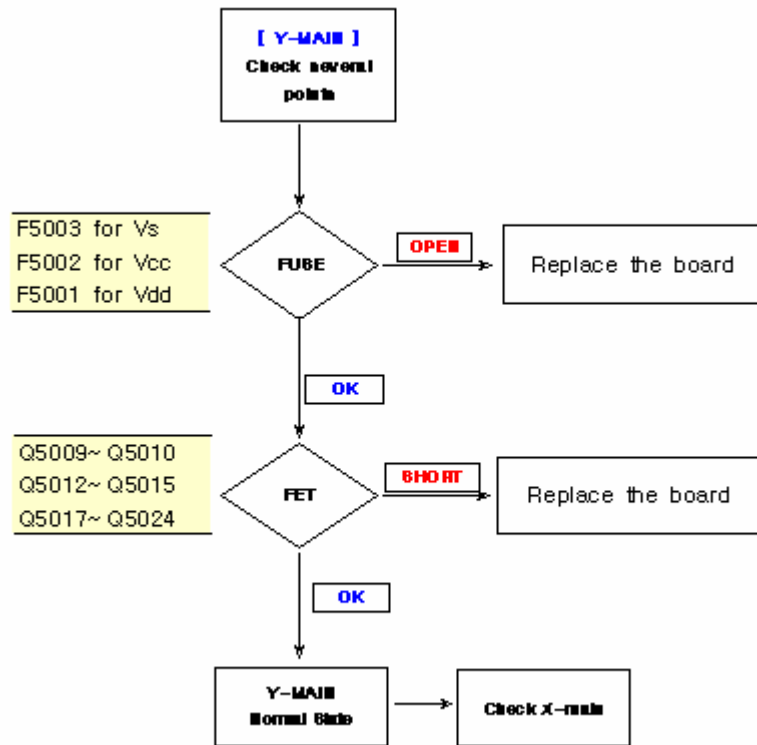 [ Y-MAIN ]
Check several
points
F5003 for Vs
F5002 for Vcc
F5001 for Vdd
FUSE
OPEN
Replace the board
OK
Q5009~ Q5010
Q5012~ Q5015
Q5017~ Q5024
FET
SHORT
Replace the board
OK
Y-MAIN
Normal State
Check X-main